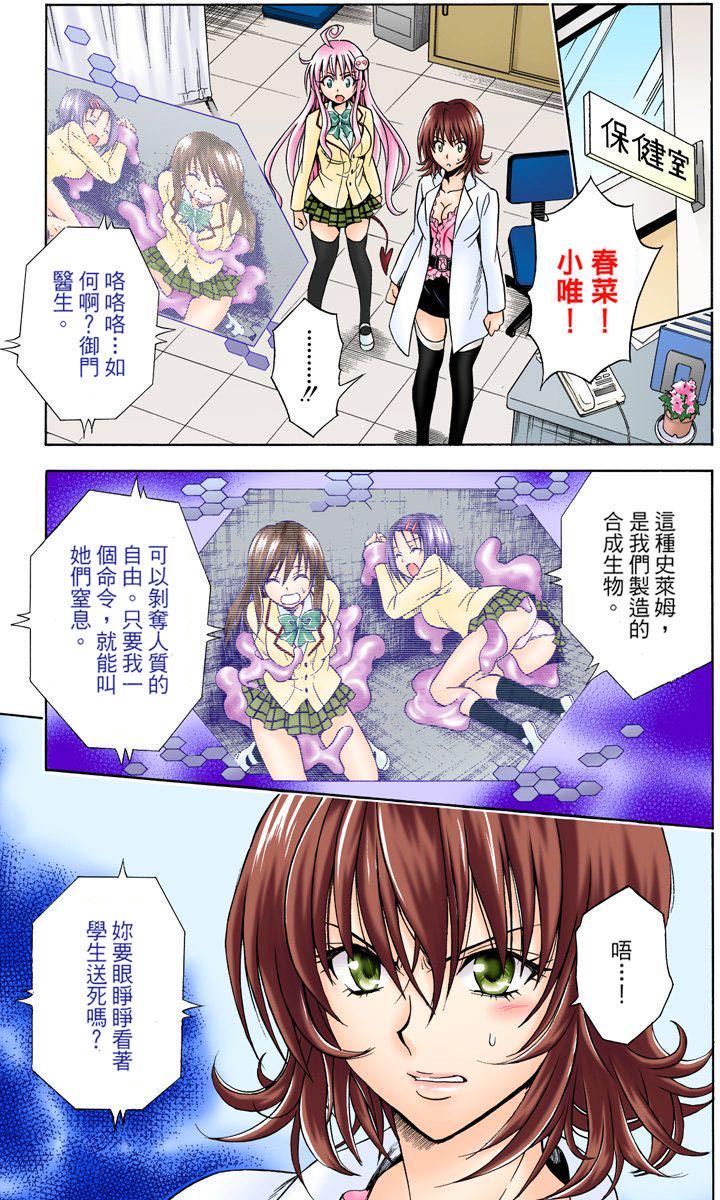 保健室
春菜！
小唯！
……!!
咯咯咯…如
何啊？御門
醫生。
這種史萊姆，
是我們製造的
合成生物。
可以剝奪人質的
自由。只要我一
個命令，就能叫
她們窒息。
唔…！
妳要眼睜睜看著
學生送死嗎？